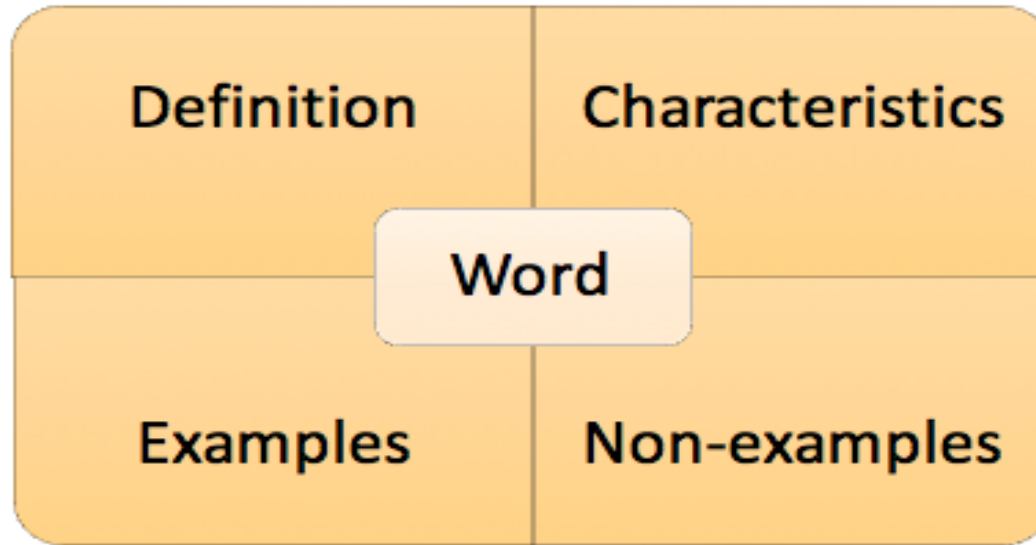 Definition
Characteristics
Word
Examples
Non-examples